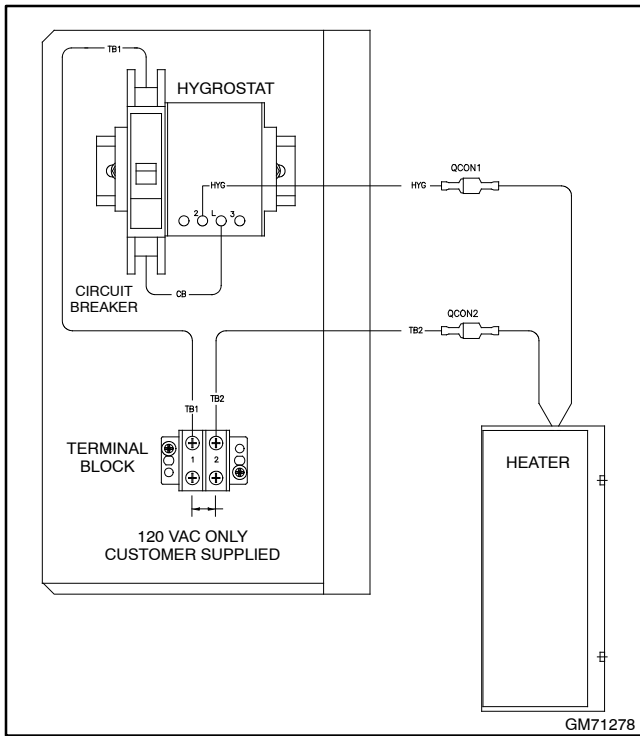 TB1
HYGROSTAT
HYG
HYG
QCON1
2 L 3
CB
CIRCUIT
BREAKER
QCON2
TB2
TB1
TB2
TERMINAL
BLOCK
1 2
HEATER
120 VAC ONLY
CUSTOMER SUPPLIED
GM71278